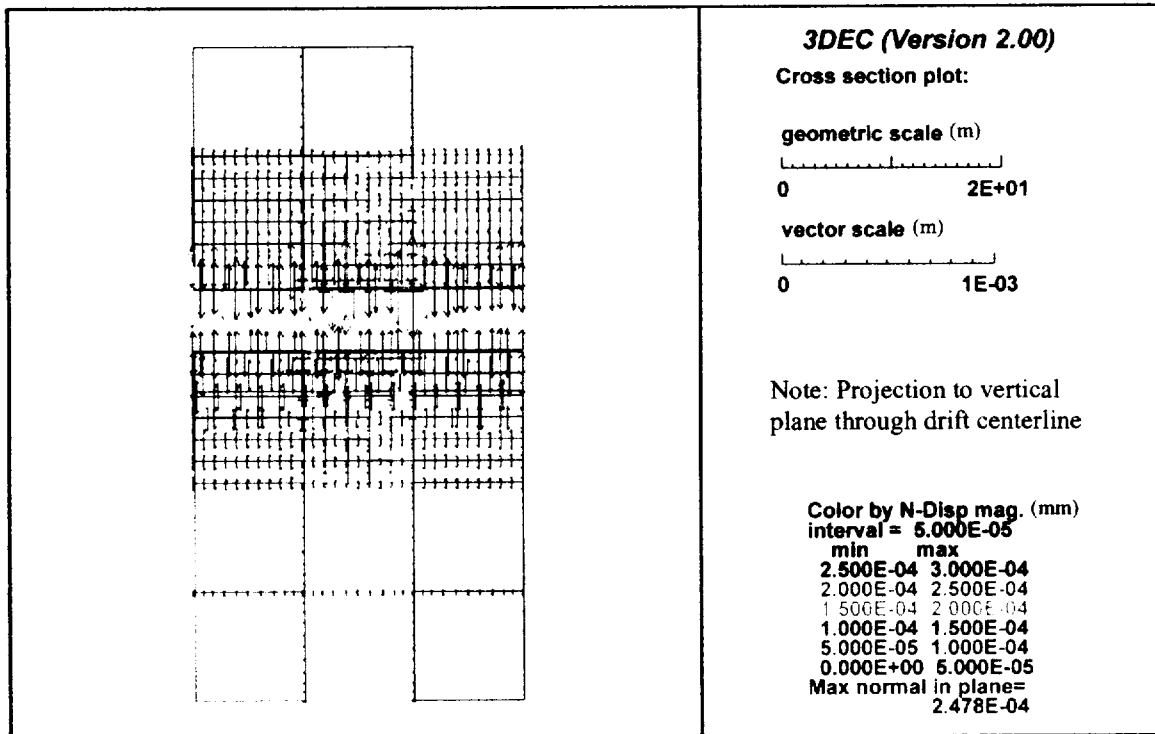 3DEC (Version 2.00)
Cross section plot:
geometric scale (m)
0 2E+01
vector scale (m)
0 1E-03
Note: Projection to vertical
plane through drift centerline
Color by N-Disp mag. (mm)
interval = 5.000E-05
min max
2.500E-04 3.000E-04
2.000E-04 2.500E-04
1 500E-04 2 000E-04
1.000E-04 1.500E-04
5.000E-05 1.000E-04
0.000E+00 5.000E-05
Max normal in plane=
2.478E-04